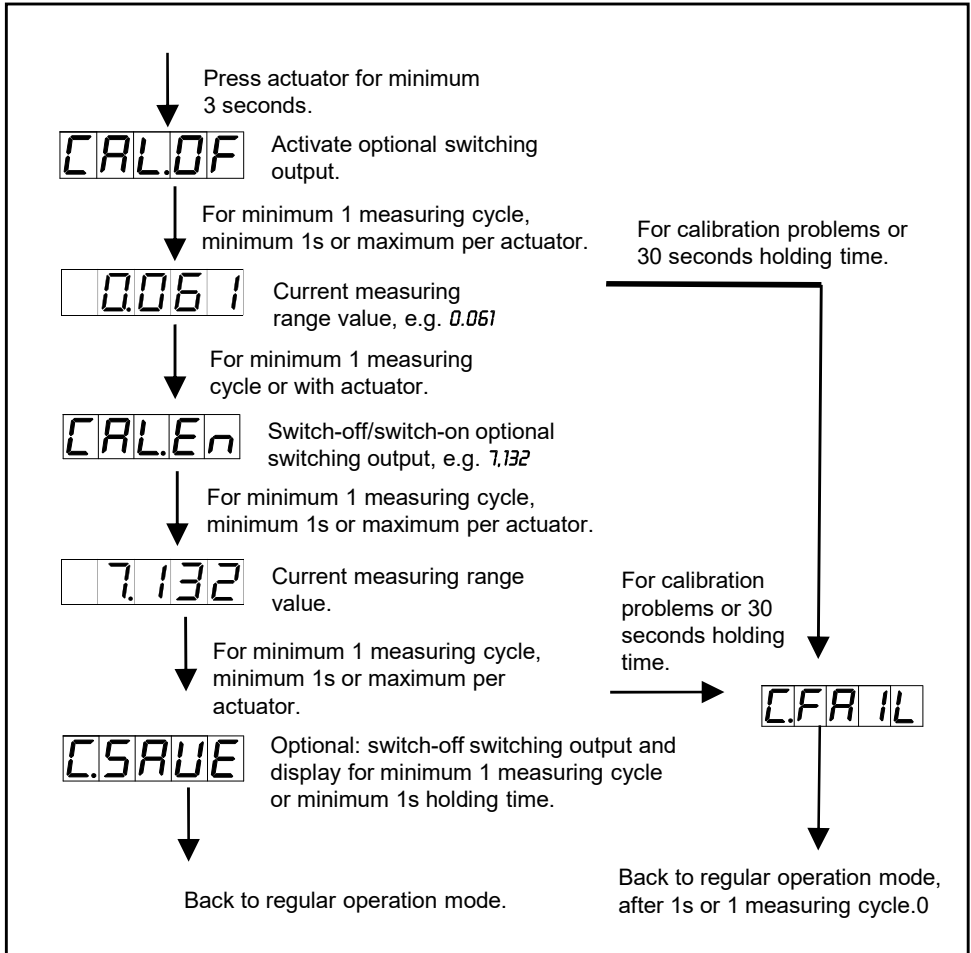 Press actuator for minimum
3 seconds.
CAL.OF
Activate optional switching
output.
For minimum 1 measuring cycle,
minimum 1s or maximum per actuator.
For calibration problems or
30 seconds holding time.
0.061
Current measuring
range value, e.g. 0.061
For minimum 1 measuring
cycle or with actuator.
CAL.En
Switch-off/switch-on optional
switching output, e.g. 7,132
For minimum 1 measuring cycle,
minimum 1s or maximum per actuator.
7.132
Current measuring range
value.
For calibration
problems or 30
seconds holding
time.
For minimum 1 measuring cycle,
minimum 1s or maximum per
actuator.
C.FAIL
C.SAVE
Optional: switch-off switching output and
display for minimum 1 measuring cycle
or minimum 1s holding time.
Back to regular operation mode.
Back to regular operation mode,
after 1s or 1 measuring cycle.0